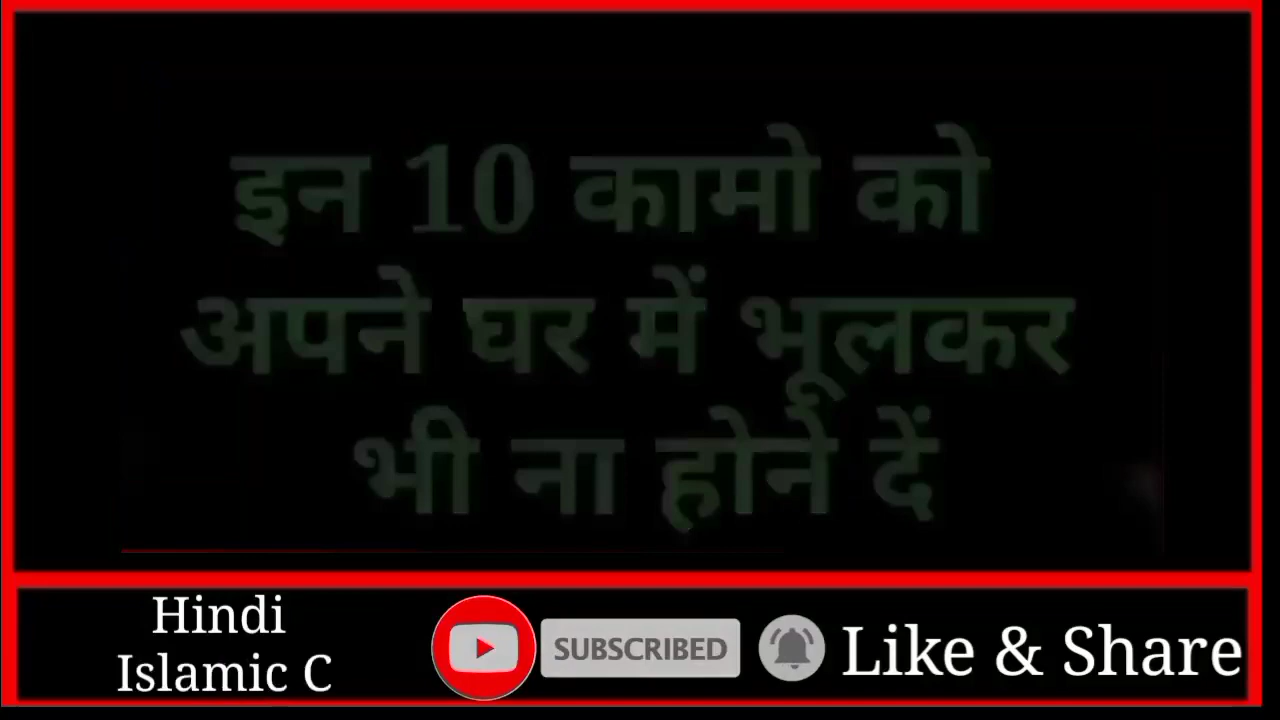 इन 10 कामो को
अपने घर में भूलकर
भी ना होने दें
Hindi
Islamic C
SUBSCRIBED
Like & Share